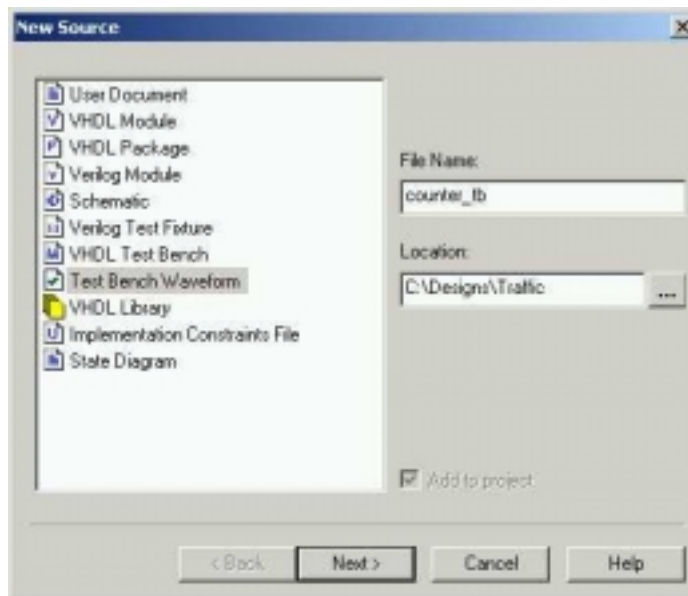 New Source
User Document
VHDL Module
VHDL Package
Verilog Module
Schematic
Verilog Test Fixture
VHDL Test Bench
Test Bench Waveform
VHDL Library
Implementation Constraints File
State Diagram
File Name:
counter_tb
Location:
C:\Designs\Traffic
...
Add to project
< Back
Next >
Cancel
Help